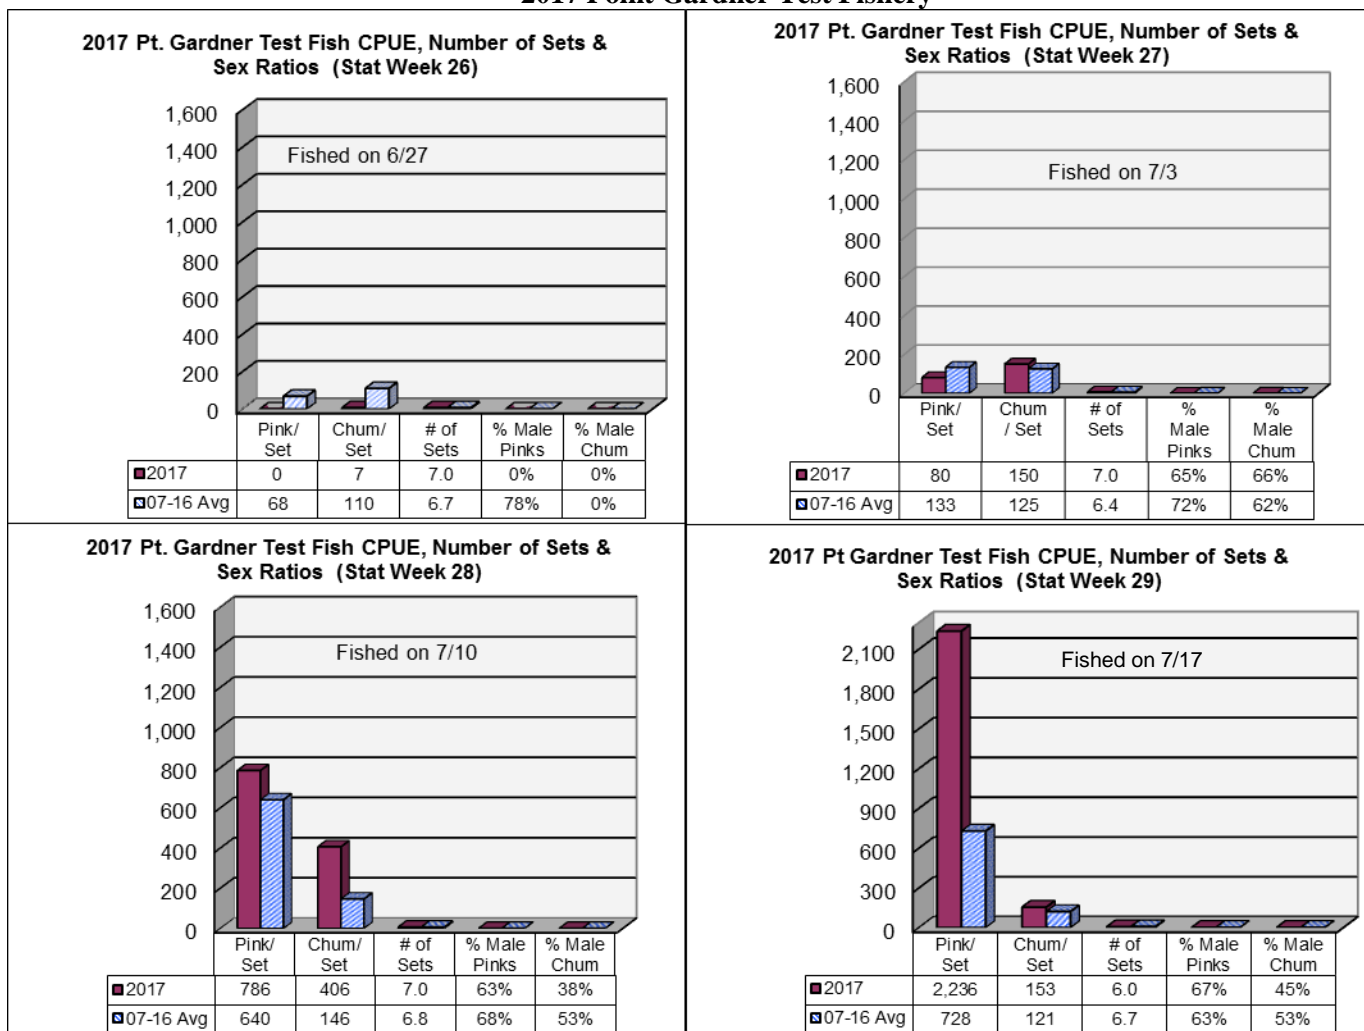 2017 Point Gardner Test Fishery
2017 Pt. Gardner Test Fish CPUE, Number of Sets &
Sex Ratios (Stat Week 26)
1,600
1,400
1,200
1,000
800
600
400
200
0
Fished on 6/27
Pink/ Chum/ # of % Male % Male
Set Set Sets Pinks Chum
2017 0 7 7.0 0% 0%
07-16 Avg 68 110 6.7 78% 0%
2017 Pt. Gardner Test Fish CPUE, Number of Sets &
Sex Ratios (Stat Week 27)
1,600
1,400
1,200
1,000
800
600
400
200
0
Fished on 7/3
Pink/ Chum # of % %
Set / Set Sets Male Male
Pinks Chum
2017 80 150 7.0 65% 66%
07-16 Avg 133 125 6.4 72% 62%
2017 Pt. Gardner Test Fish CPUE, Number of Sets &
Sex Ratios (Stat Week 28)
1,600
1,400
1,200
1,000
800
600
400
200
0
Fished on 7/10
Pink/ Chum/ # of % Male % Male
Set Set Sets Pinks Chum
2017 786 406 7.0 63% 38%
07-16 Avg 640 146 6.8 68% 53%
2017 Pt Gardner Test Fish CPUE, Number of Sets &
Sex Ratios (Stat Week 29)
2,100
1,800
1,500
1,200
900
600
300
0
Fished on 7/17
Pink/ Chum/ # of % Male % Male
Set Set Sets Pinks Chum
2017 2,236 153 6.0 67% 45%
07-16 Avg 728 121 6.7 63% 53%